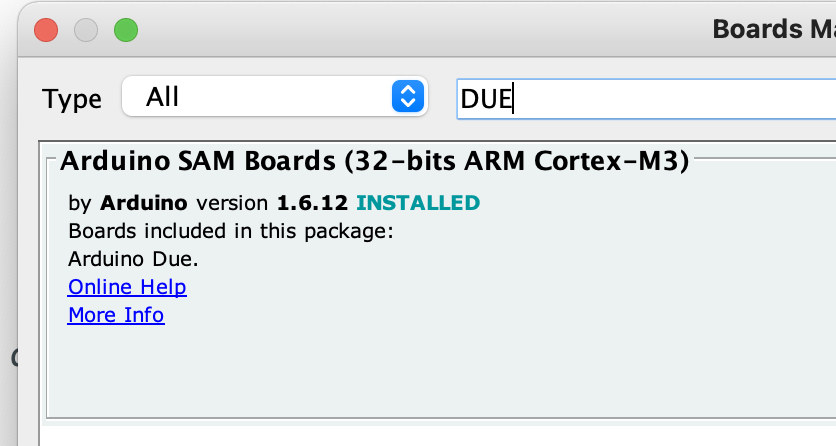 Boards Ma
Type All DUE
Arduino SAM Boards (32-bits ARM Cortex-M3)
by Arduino version 1.6.12 INSTALLED
Boards included in this package:
Arduino Due.
Online Help
More Info